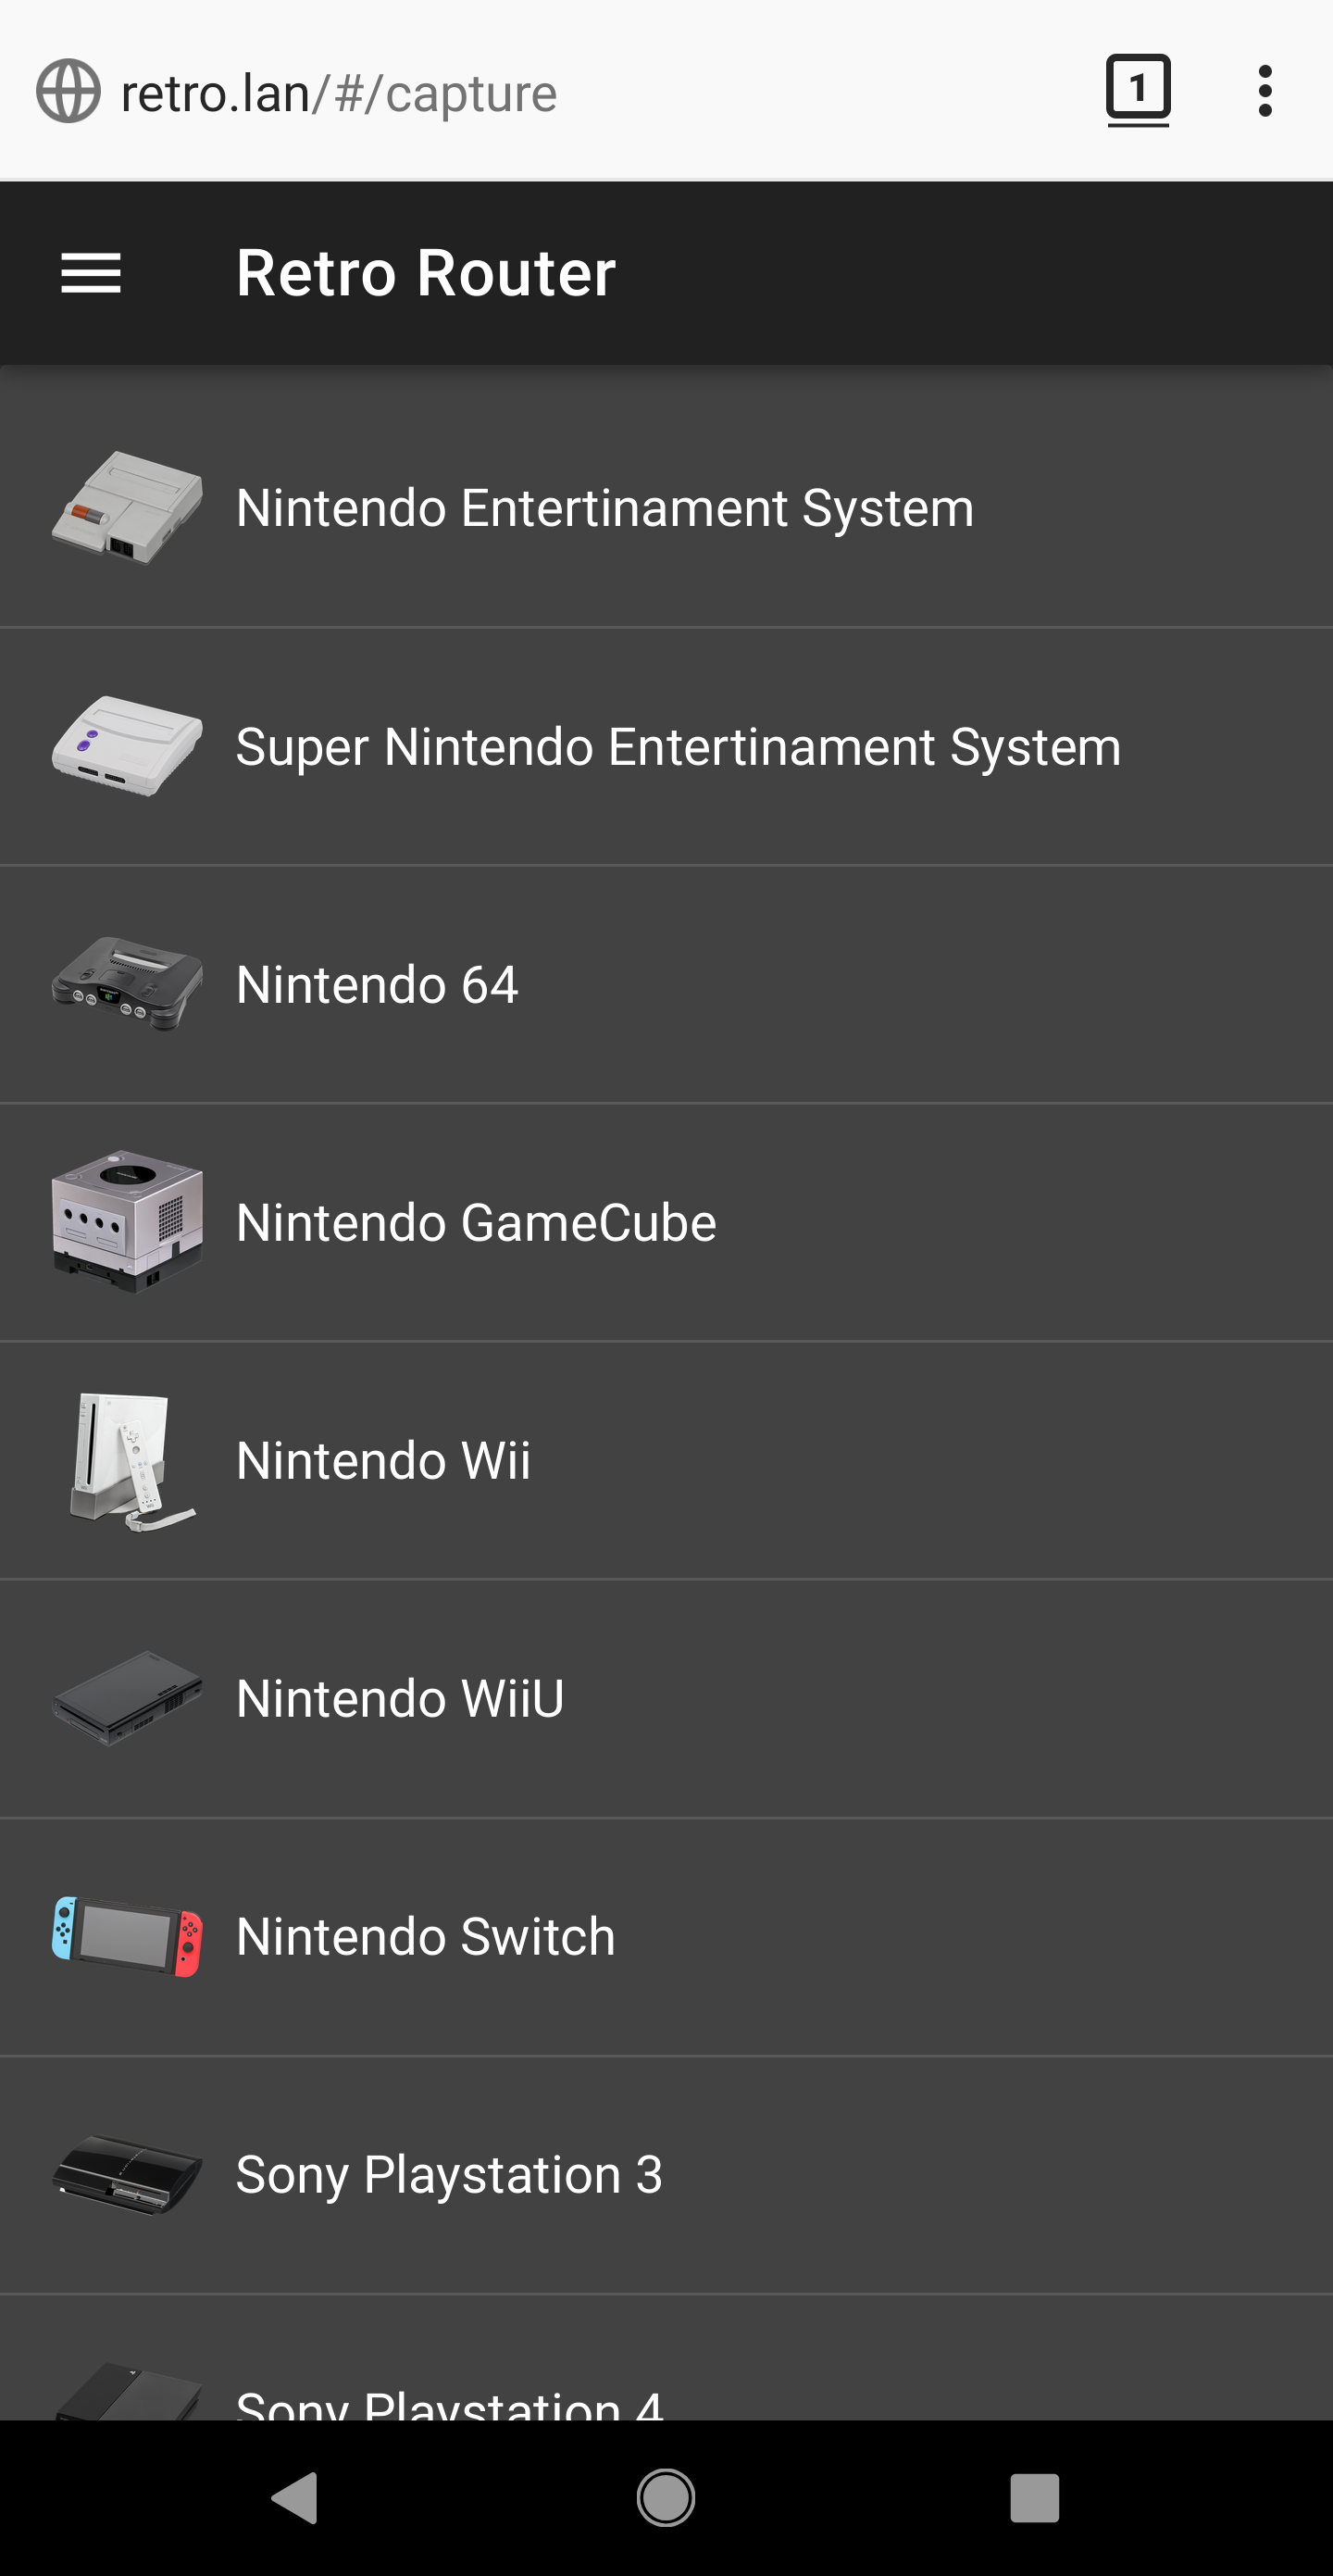 retro.lan/#/capture
1
Retro Router
Nintendo Entertinament System
Super Nintendo Entertinament System
Nintendo 64
Nintendo GameCube
Nintendo Wii
Nintendo WiiU
Nintendo Switch
Sony Playstation 3
Sony Playstation 4